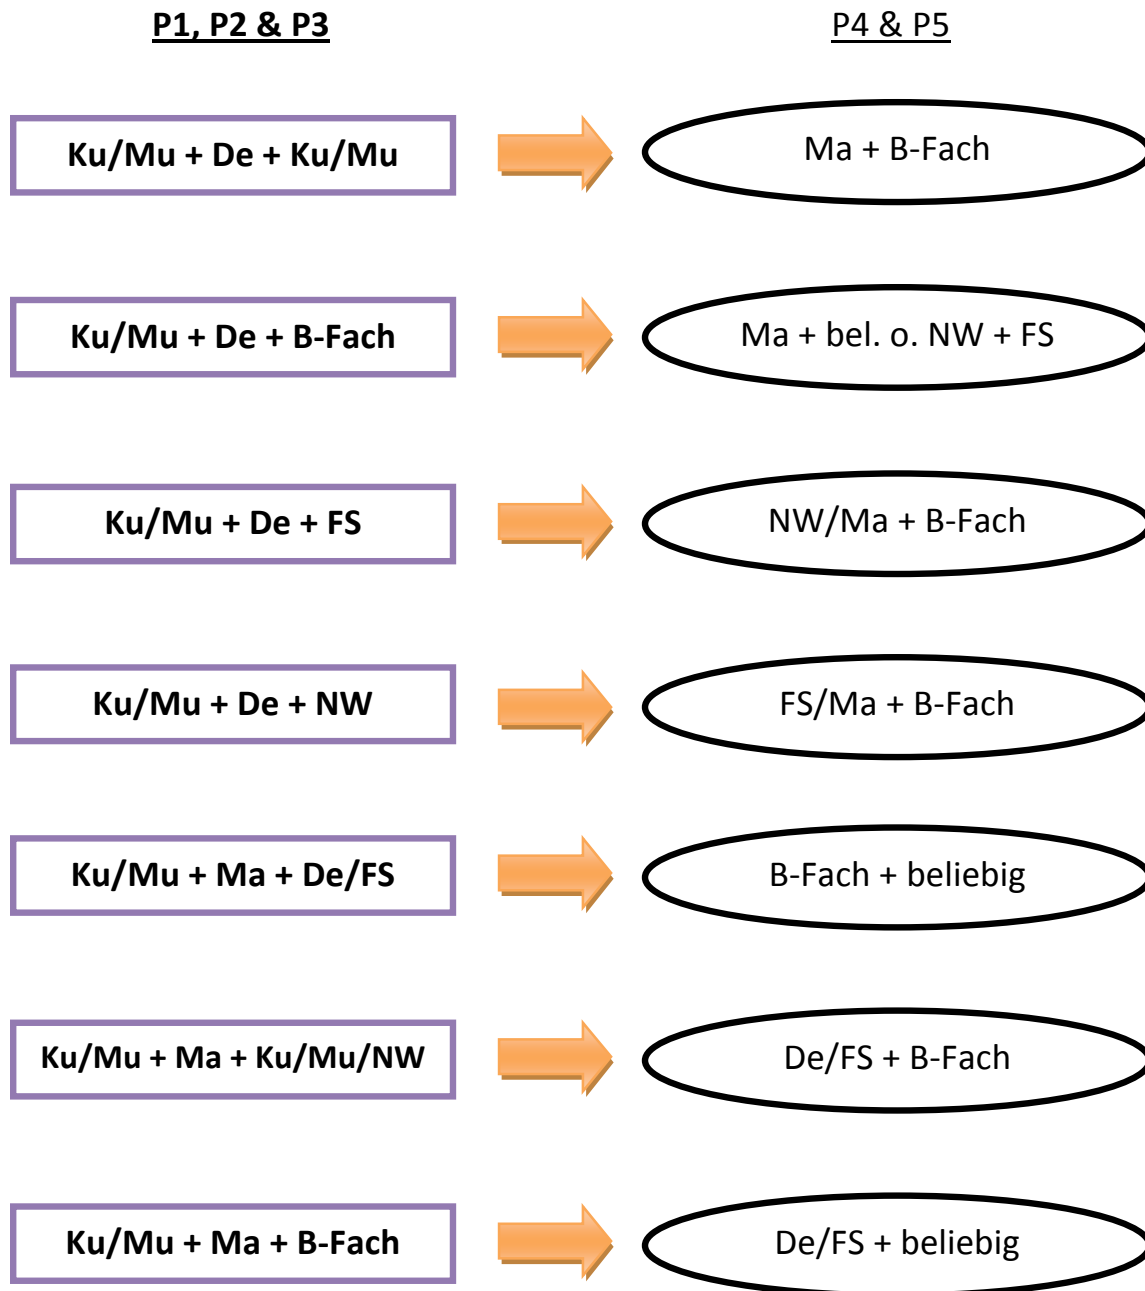 P1, P2 & P3
P4 & P5
Ku/Mu + De + Ku/Mu
Ma + B-Fach
Ku/Mu + De + B-Fach
Ma + bel. o. NW + FS
Ku/Mu + De + FS
NW/Ma + B-Fach
Ku/Mu + De + NW
FS/Ma + B-Fach
Ku/Mu + Ma + De/FS
B-Fach + beliebig
Ku/Mu + Ma + Ku/Mu/NW
De/FS + B-Fach
Ku/Mu + Ma + B-Fach
De/FS + beliebig